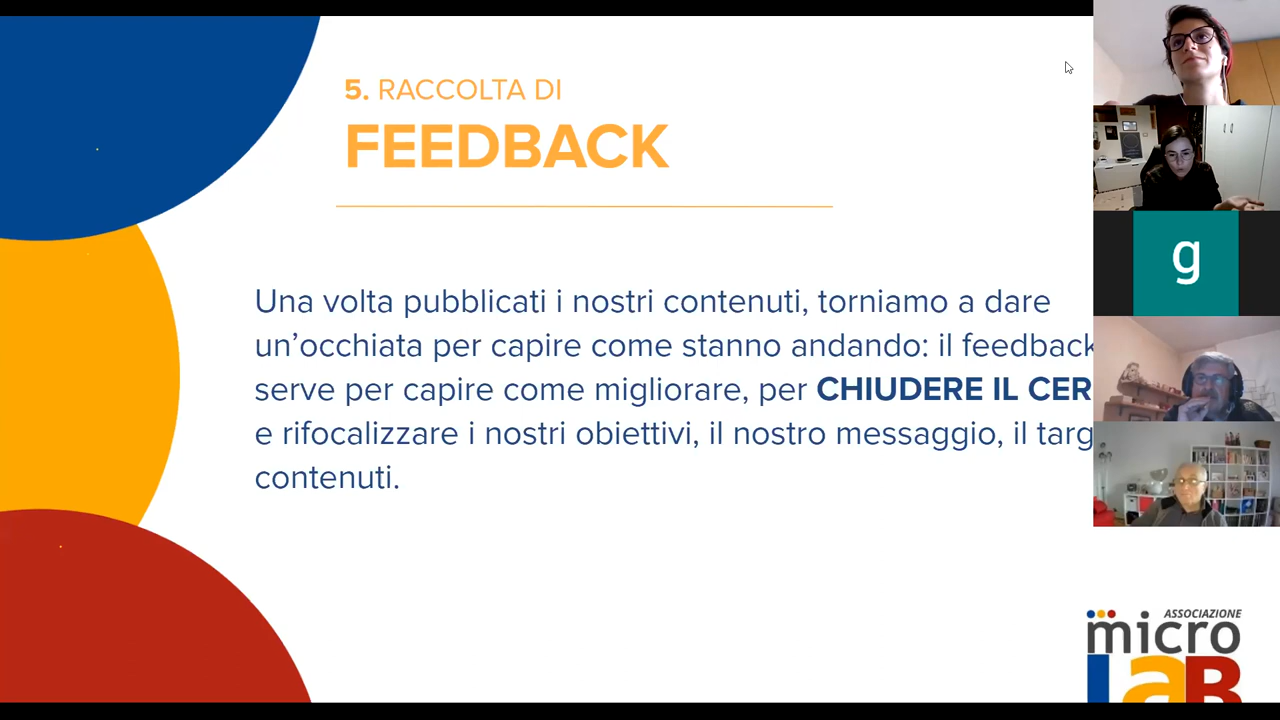 5. RACCOLTA DI
FEEDBACK
Una volta pubblicati i nostri contenuti, torniamo a dare
un’occhiata per capire come stanno andando: il feedback
serve per capire come migliorare, per CHIUDERE IL CER
e rifocalizzare i nostri obiettivi, il nostro messaggio, il targ
contenuti.
g
ASSOCIAZIONE
micro
LaB